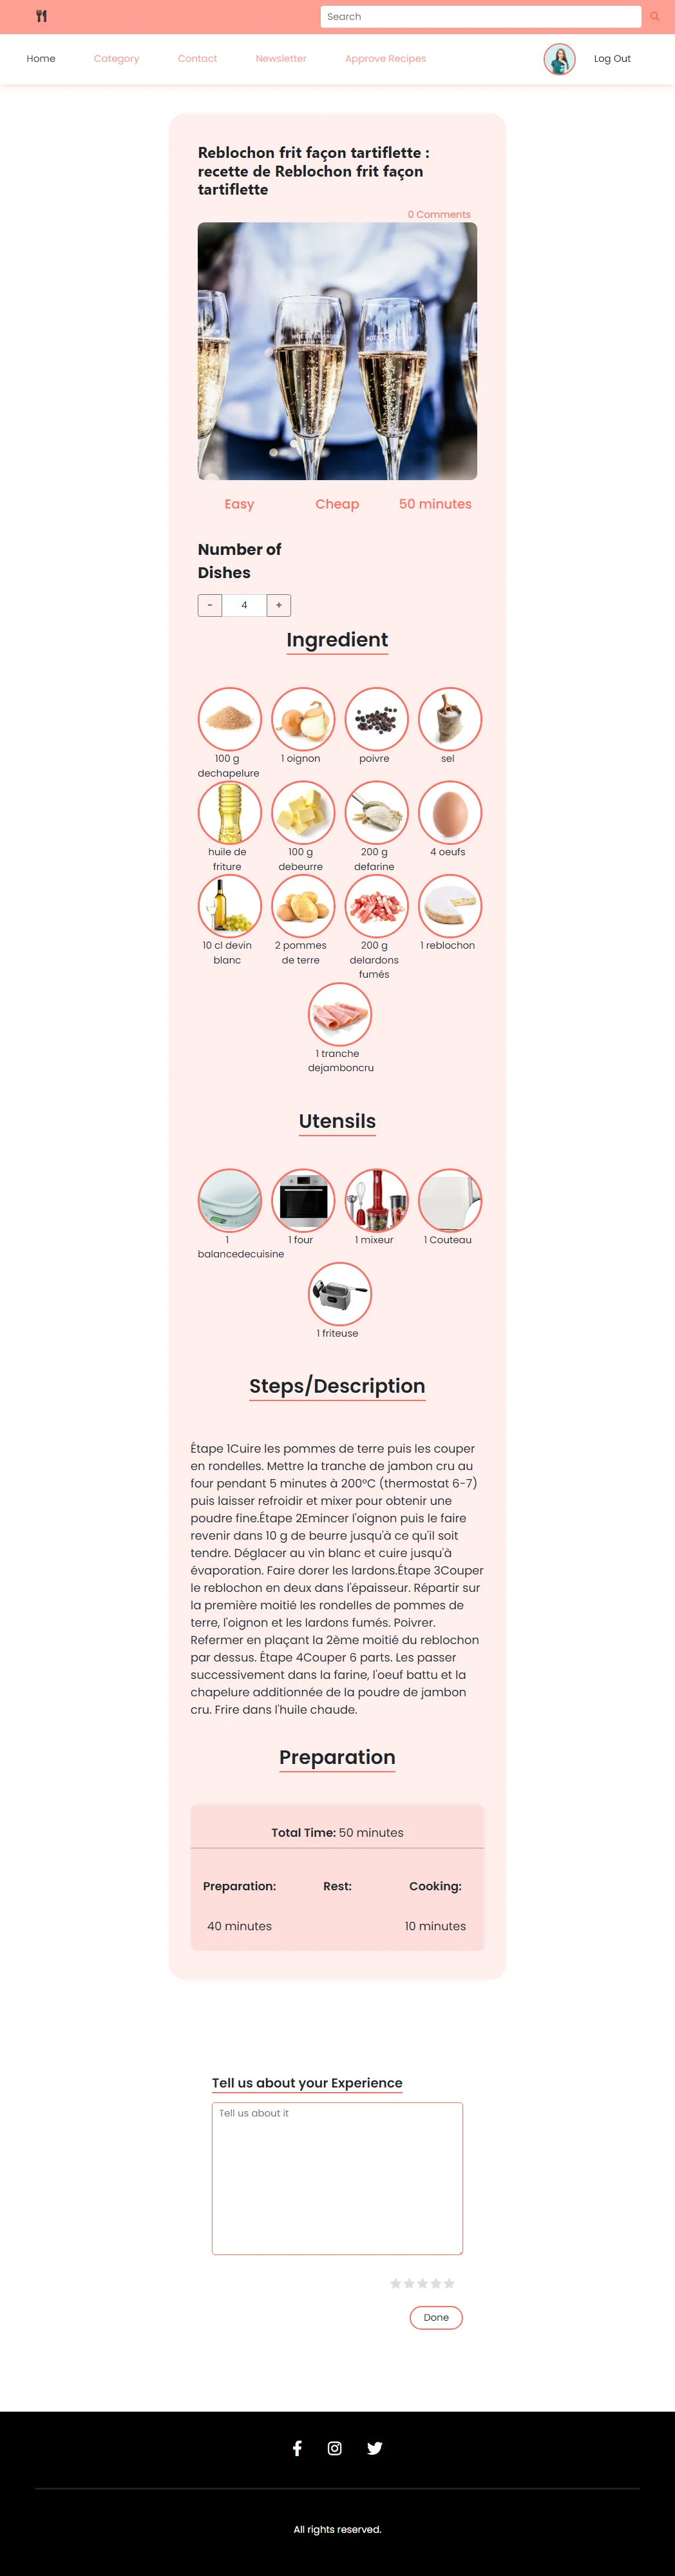 Search
Home Category Contact Newsletter Approve Recipes Log Out
Reblochon frit façon tartiflette :
recette de Reblochon frit façon
tartiflette
0 Comments
Easy Cheap 50 minutes
Number of
Dishes
- 4 +
Ingredient
100 g
dechapelure
1 oignon
poivre
sel
huile de
friture
100 g
debeurre
200 g
defarine
4 oeufs
10 cl devin
blanc
2 pommes
de terre
200 g
delardons
fumés
1 reblochon
1 tranche
dejamboncru
Utensils
1
balancedecuisine
1 four
1 mixeur
1 Couteau
1 friteuse
Steps/Description
Étape 1Cuire les pommes de terre puis les couper
en rondelles. Mettre la tranche de jambon cru au
four pendant 5 minutes à 200°C (thermostat 6-7)
puis laisser refroidir et mixer pour obtenir une
poudre fine.Étape 2Emincer l'oignon puis le faire
revenir dans 10 g de beurre jusqu'à ce qu'il soit
tendre. Déglacer au vin blanc et cuire jusqu'à
évaporation. Faire dorer les lardons.Étape 3Couper
le reblochon en deux dans l'épaisseur. Répartir sur
la première moitié les rondelles de pommes de
terre, l'oignon et les lardons fumés. Poivrer.
Refermer en plaçant la 2ème moitié du reblochon
par dessus. Étape 4Couper 6 parts. Les passer
successivement dans la farine, l'oeuf battu et la
chapelure additionnée de la poudre de jambon
cru. Frire dans l'huile chaude.
Preparation
Total Time: 50 minutes
Preparation: Rest: Cooking:
40 minutes 10 minutes
Tell us about your Experience
Tell us about it
Done
All rights reserved.